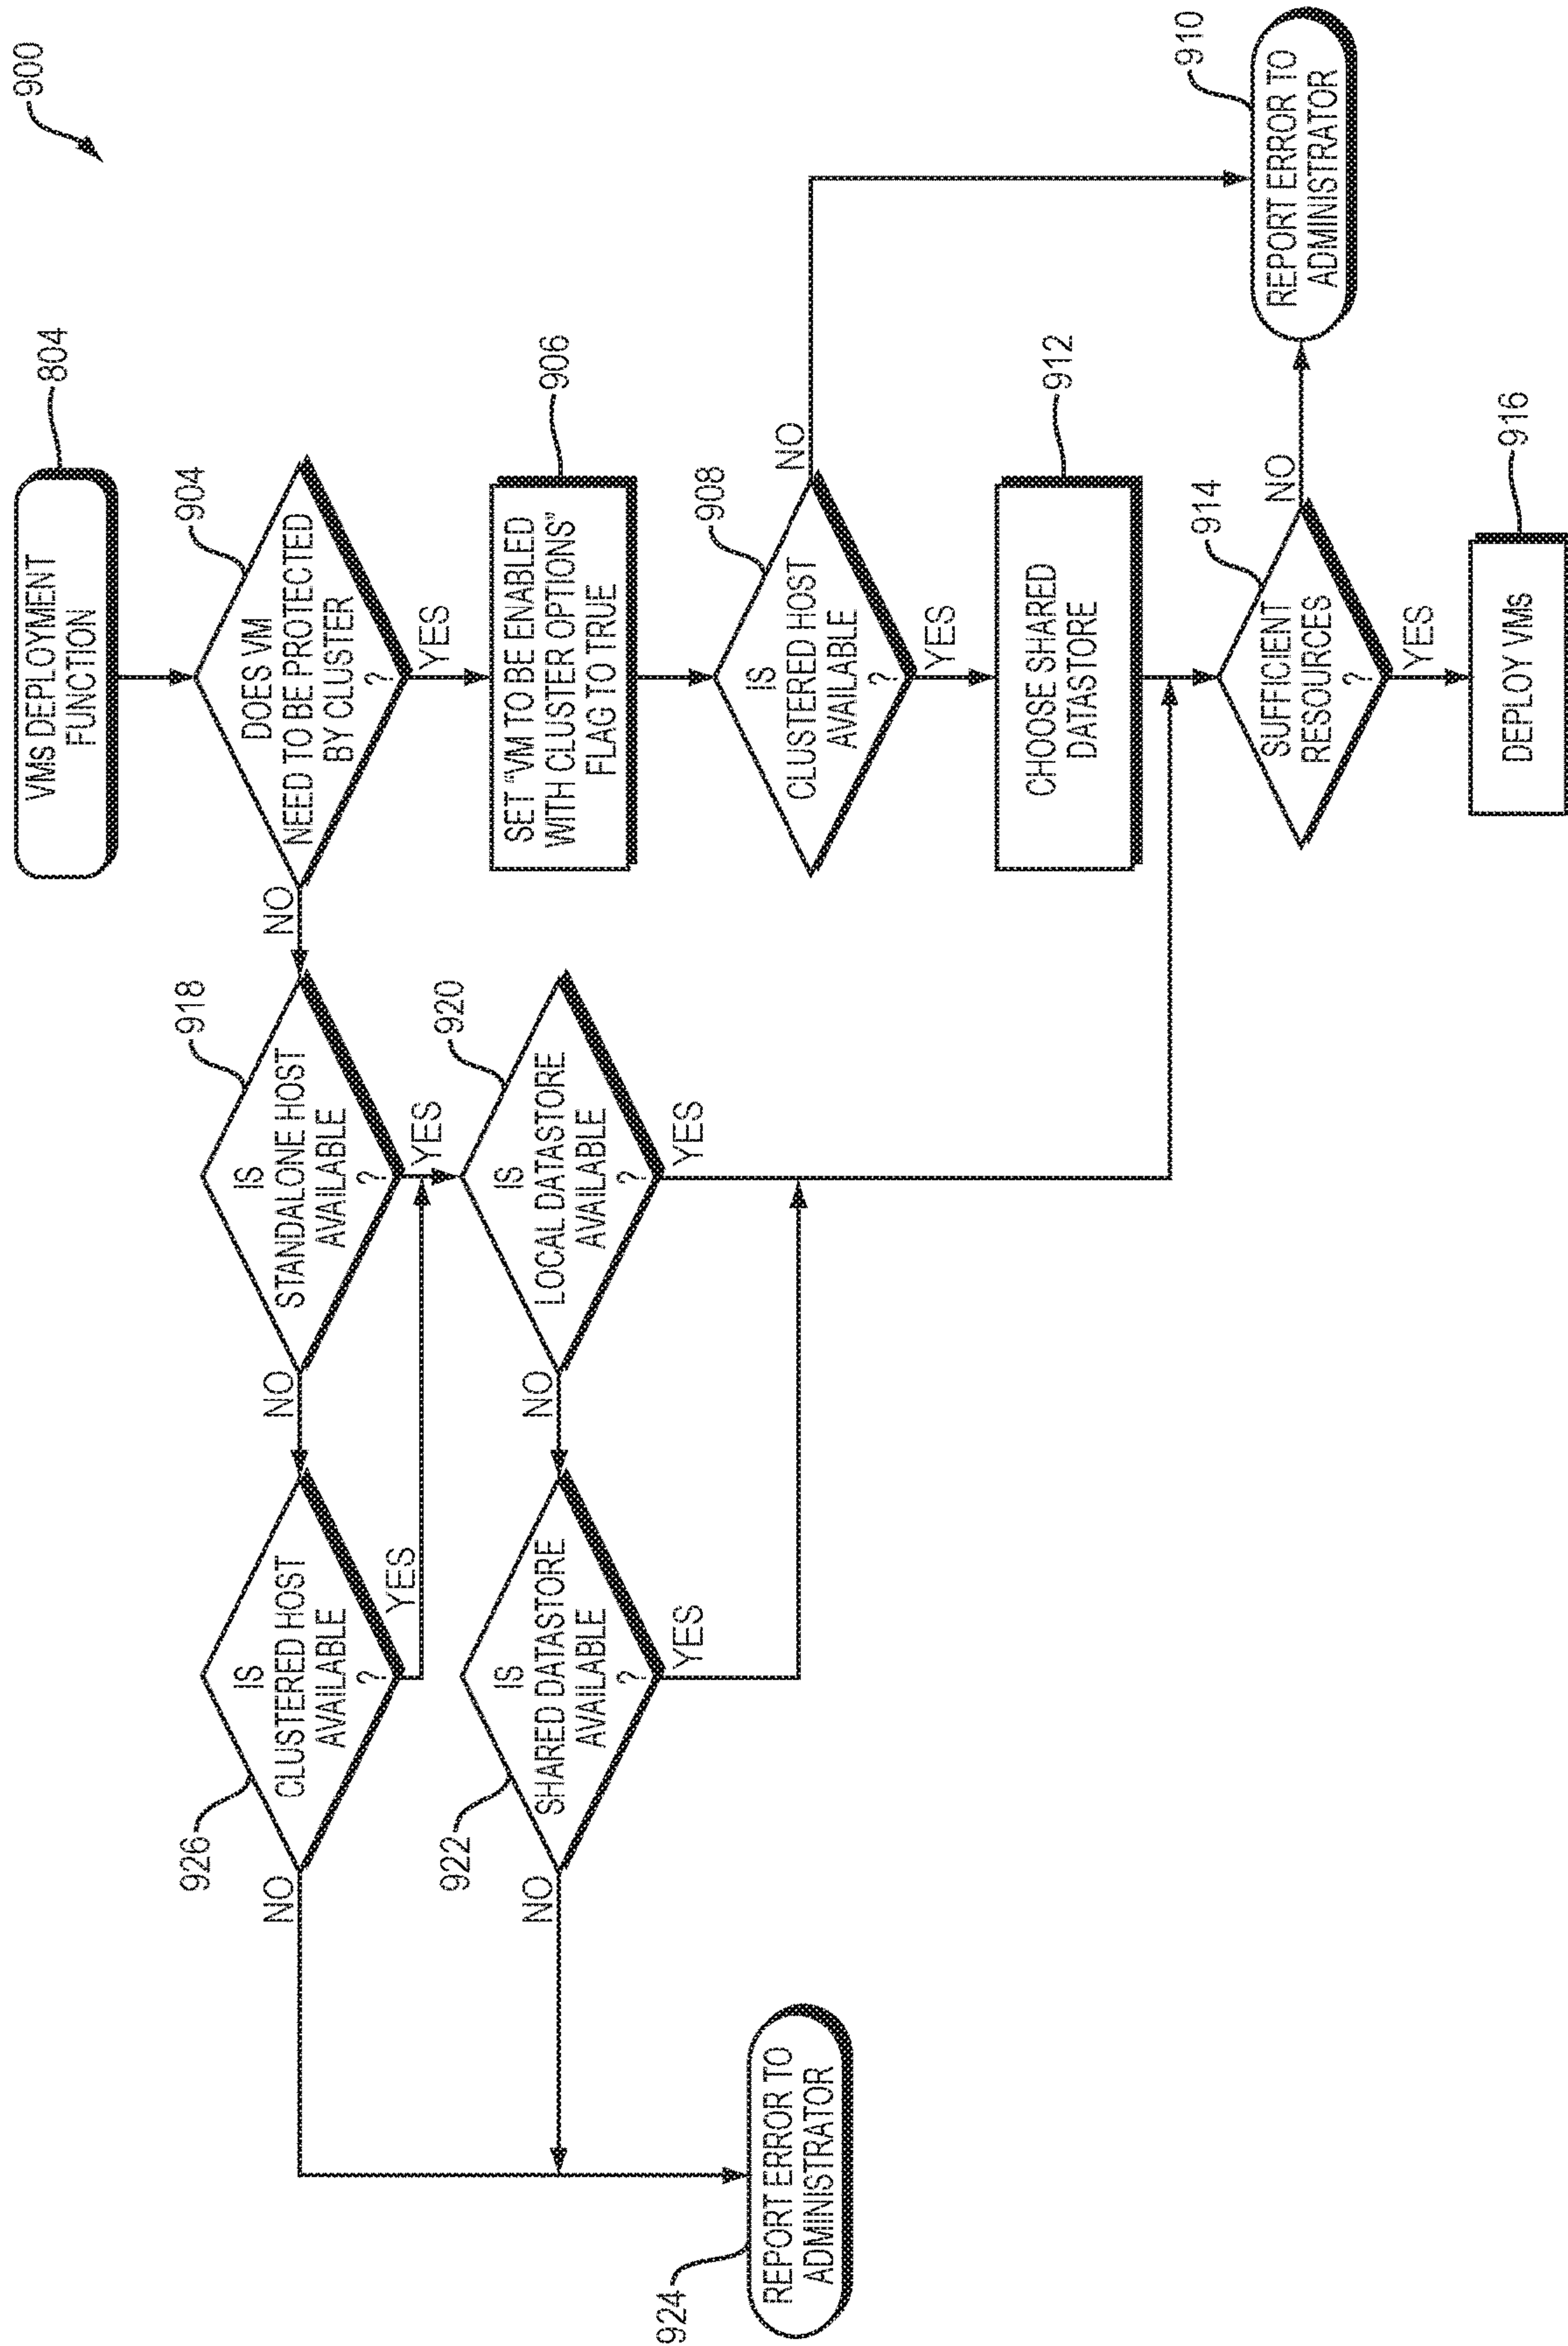 900
VMs DEPLOYMENT
FUNCTION
804
DOES VM
NEED TO BE PROTECTED
BY CLUSTER
?
904
NO
YES
SET “VM TO BE ENABLED
WITH CLUSTER OPTIONS”
FLAG TO TRUE
906
IS
CLUSTERED HOST
AVAILABLE
?
908
NO
YES
CHOOSE SHARED
DATASTORE
912
SUFFICIENT
RESOURCES
?
914
NO
YES
REPORT ERROR TO
ADMINISTRATOR
910
DEPLOY VMs
916
IS
STANDALONE HOST
AVAILABLE
?
918
NO
YES
IS
LOCAL DATASTORE
AVAILABLE
?
920
NO
YES
IS
CLUSTERED HOST
AVAILABLE
?
926
NO
YES
IS
SHARED DATASTORE
AVAILABLE
?
922
NO
YES
REPORT ERROR TO
ADMINISTRATOR
924